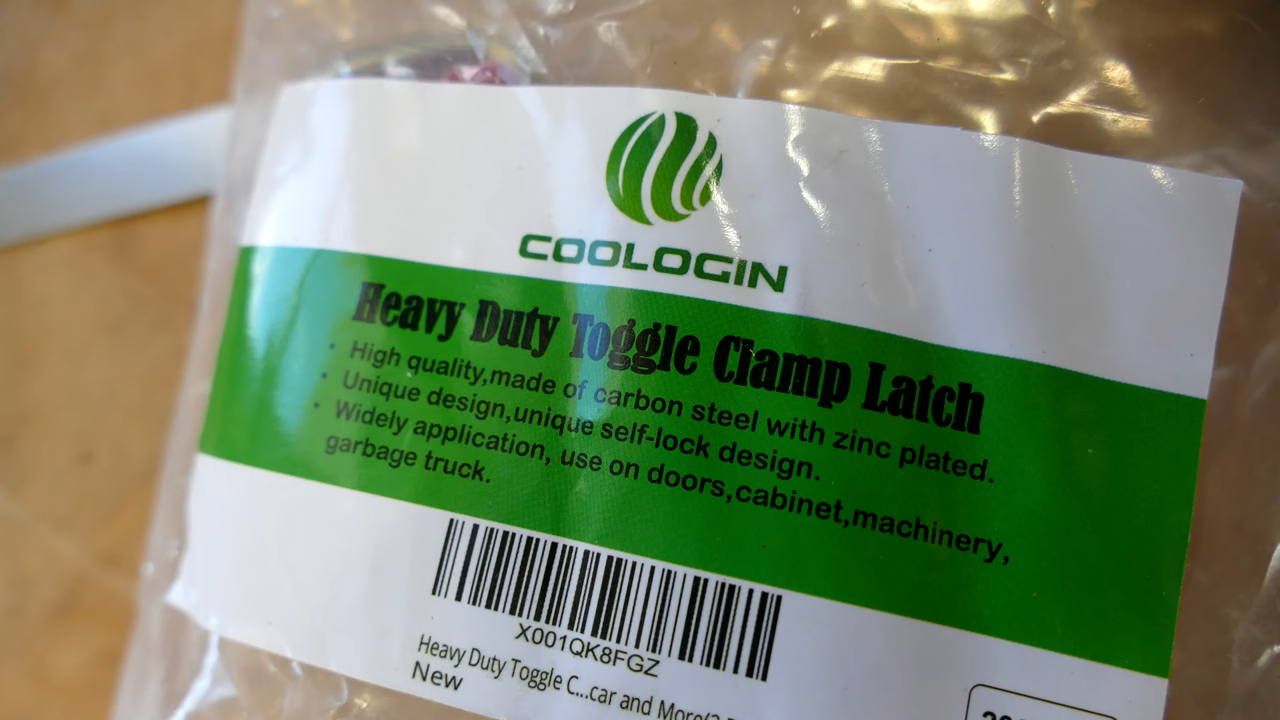 COOLOGIN
Heavy Duty Toggle Clamp Latch
• High quality,made of carbon steel with zinc plated.
• Unique design,unique self-lock design.
• Widely application, use on doors,cabinet,machinery,
garbage truck.
X001QK8FGZ
Heavy Duty Toggle C...car and More(2
New